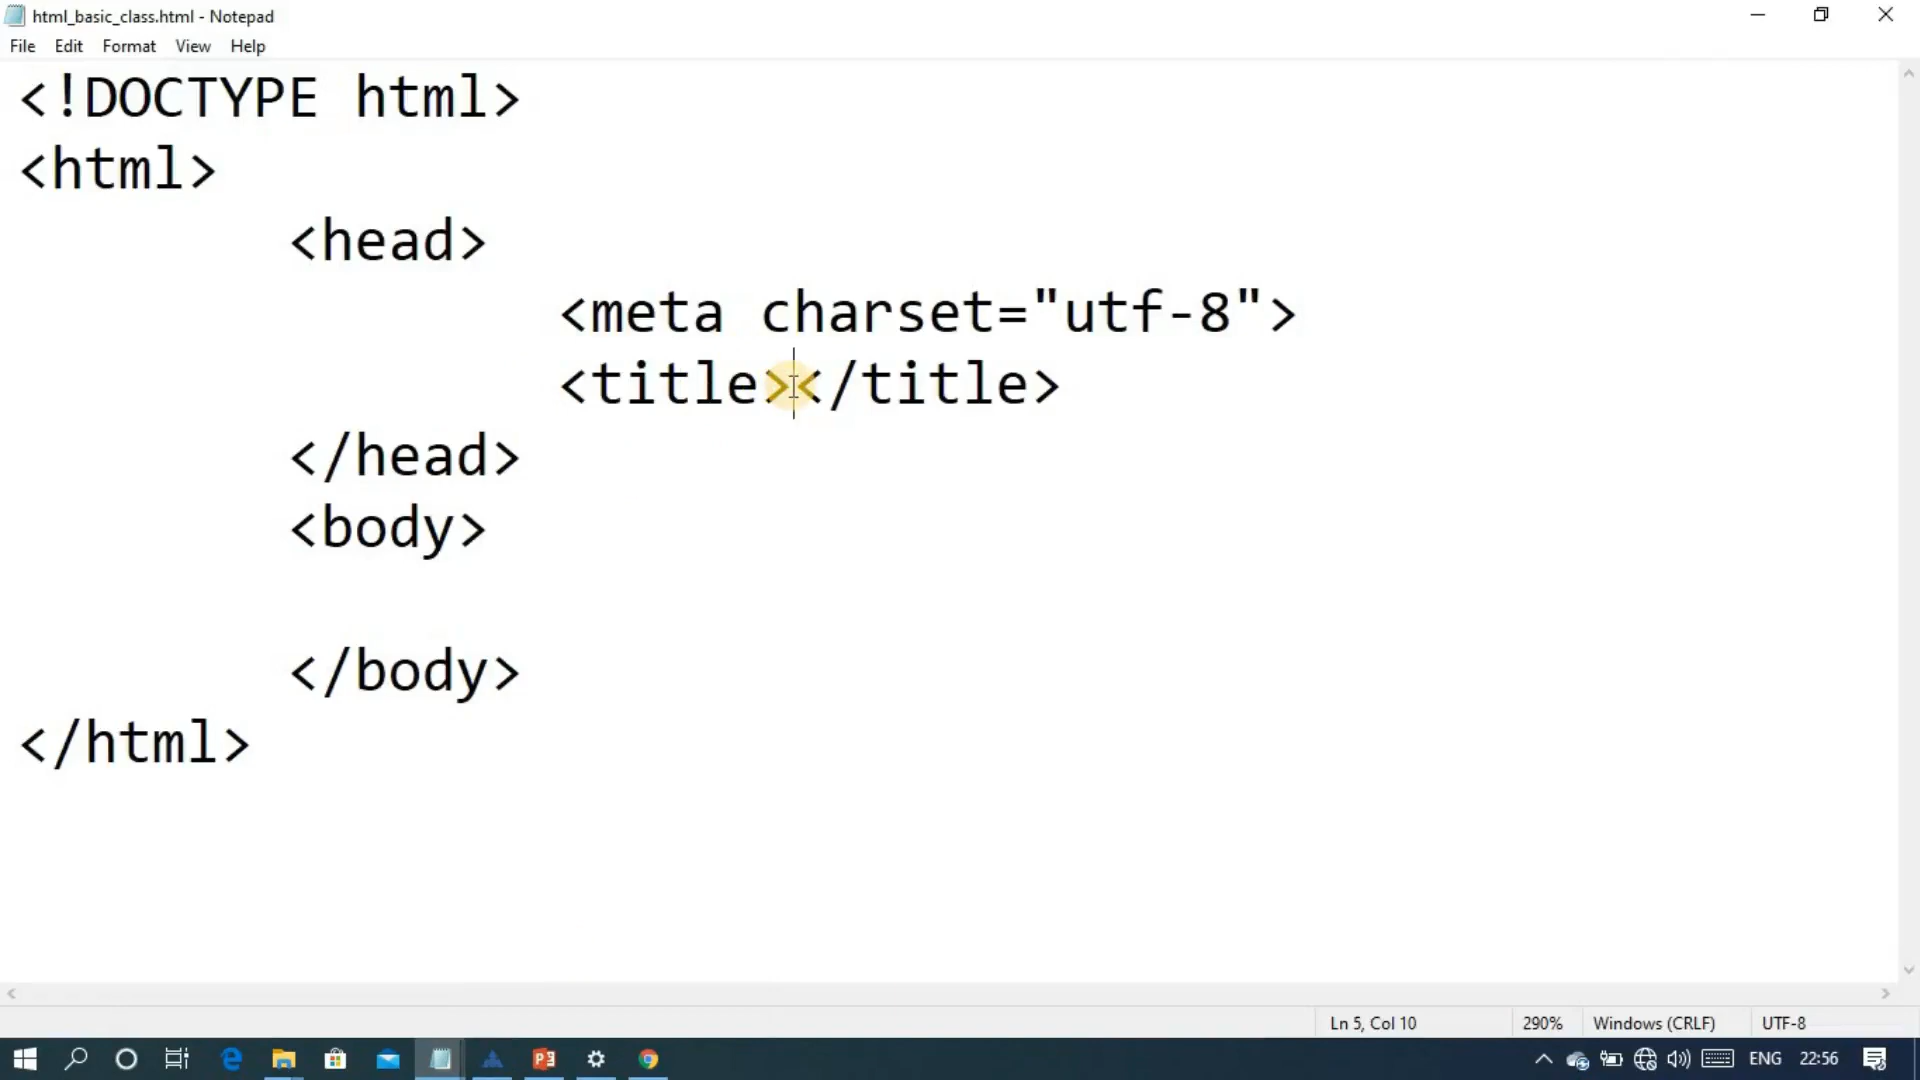 html_basic_class.html - Notepad
File Edit Format View Help
<!DOCTYPE html>
<html>
<head>
<meta charset="utf-8">
<title></title>
</head>
<body>
</body>
</html>
Ln 5, Col 10 290% Windows (CRLF) UTF-8
ENG 22:56